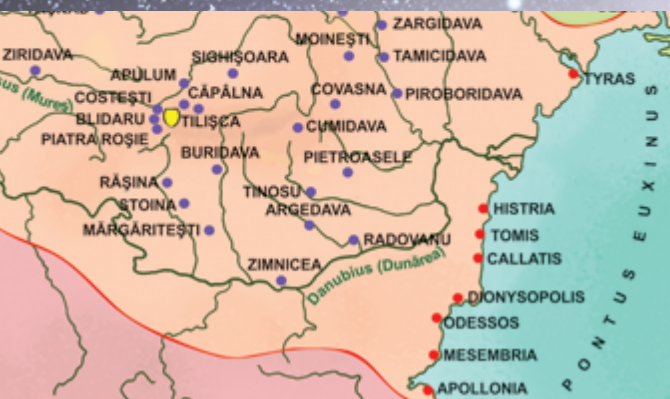 ZARGIDAVA
MOINEȘTI
ZIRIDAVA
SIGHIȘOARA
TAMICIDAVA
APULUM
TYRAS
(Mureș)
COSTEȘTI
CĂPÂLNA
COVASNA
PIROBORIDAVA
BLIDARU
TILIȘCA
CUMIDAVA
PIATRA ROȘIE
BURIDAVA
PIETROASELE
RĂȘINA
TINOSU
STOINA
ARGEDAVA
HISTRIA
MĂRGĂRITEȘTI
RADOVANU
TOMIS
ZIMNICEA
CALLATIS
Danubius (Dunărea)
DIONYSOPOLIS
ODESSOS
MESEMBRIA
APOLLONIA
PONTUS EUXINUS